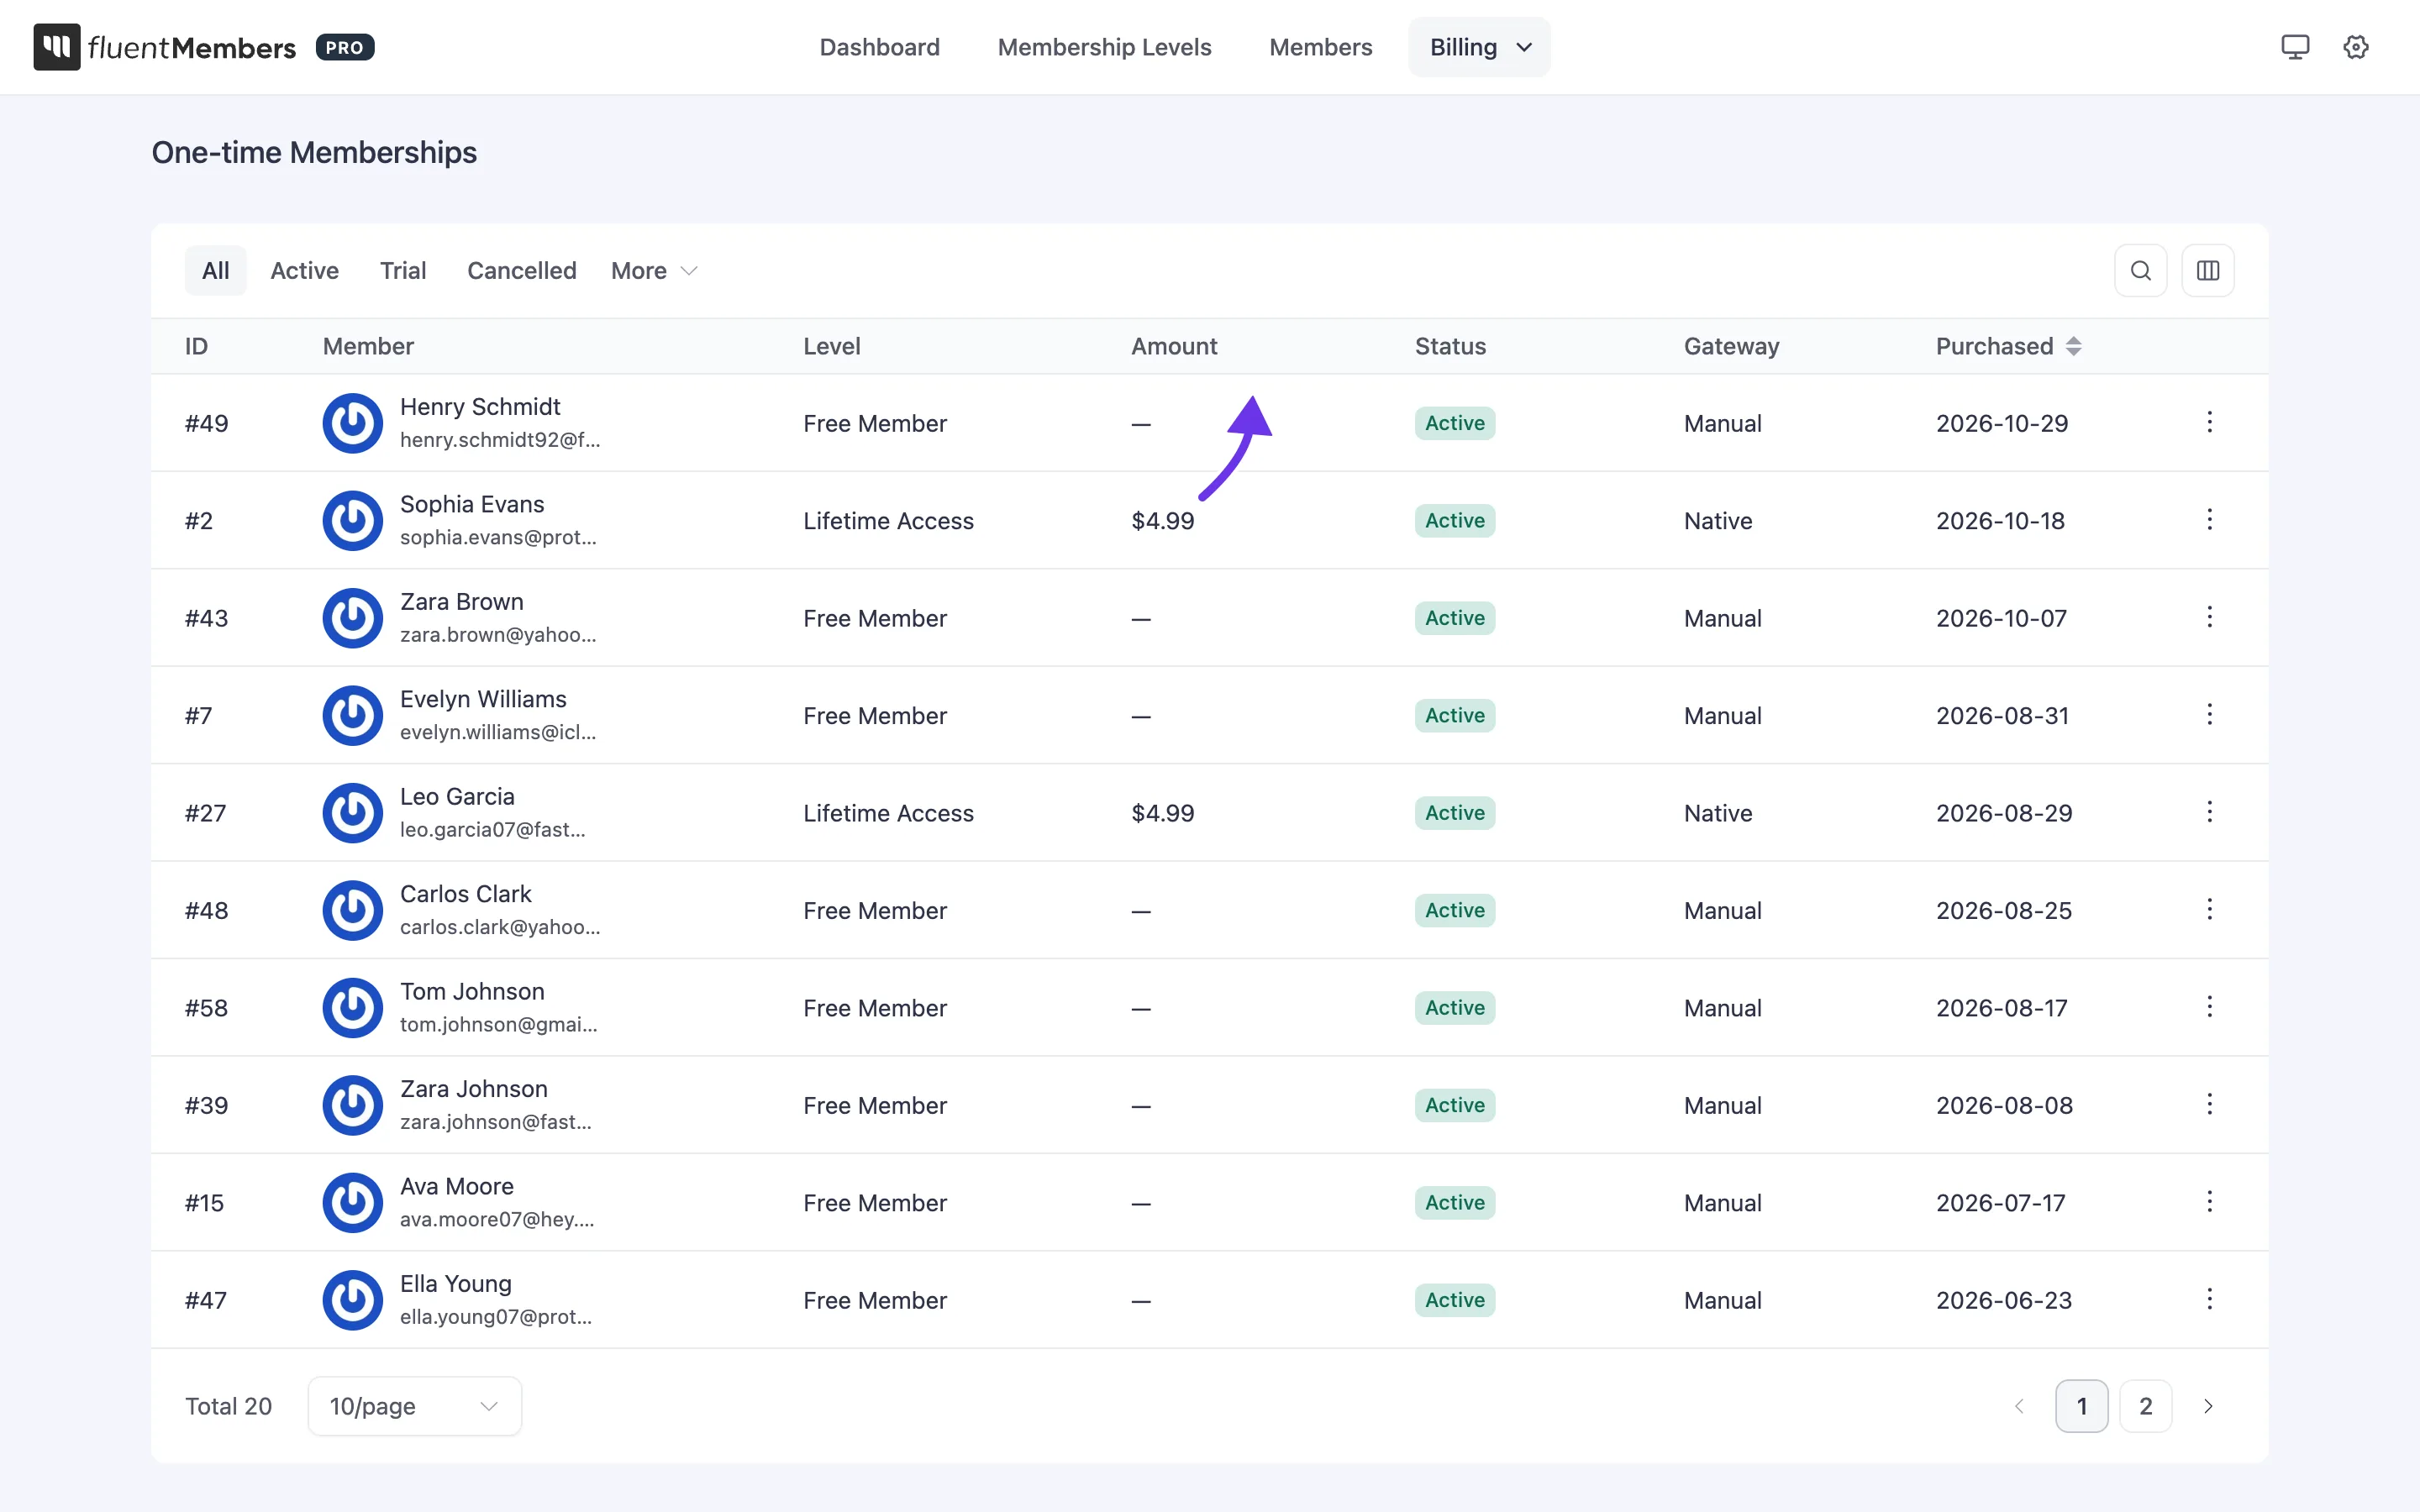 fluentMembers PRO Dashboard Membership Levels Members Billing
One-time Memberships
All Active Trial Cancelled More
ID Member Level Amount Status Gateway Purchased
#49 Henry Schmidt Free Member — Active Manual 2026-10-29
henry.schmidt92@f...
#2 Sophia Evans Lifetime Access $4.99 Active Native 2026-10-18
sophia.evans@prot...
#43 Zara Brown Free Member — Active Manual 2026-10-07
zara.brown@yahoo...
#7 Evelyn Williams Free Member — Active Manual 2026-08-31
evelyn.williams@icl...
#27 Leo Garcia Lifetime Access $4.99 Active Native 2026-08-29
leo.garcia07@fast...
#48 Carlos Clark Free Member — Active Manual 2026-08-25
carlos.clark@yahoo...
#58 Tom Johnson Free Member — Active Manual 2026-08-17
tom.johnson@gmai...
#39 Zara Johnson Free Member — Active Manual 2026-08-08
zara.johnson@fast...
#15 Ava Moore Free Member — Active Manual 2026-07-17
ava.moore07@hey....
#47 Ella Young Free Member — Active Manual 2026-06-23
ella.young07@prot...
Total 20 10/page 1 2